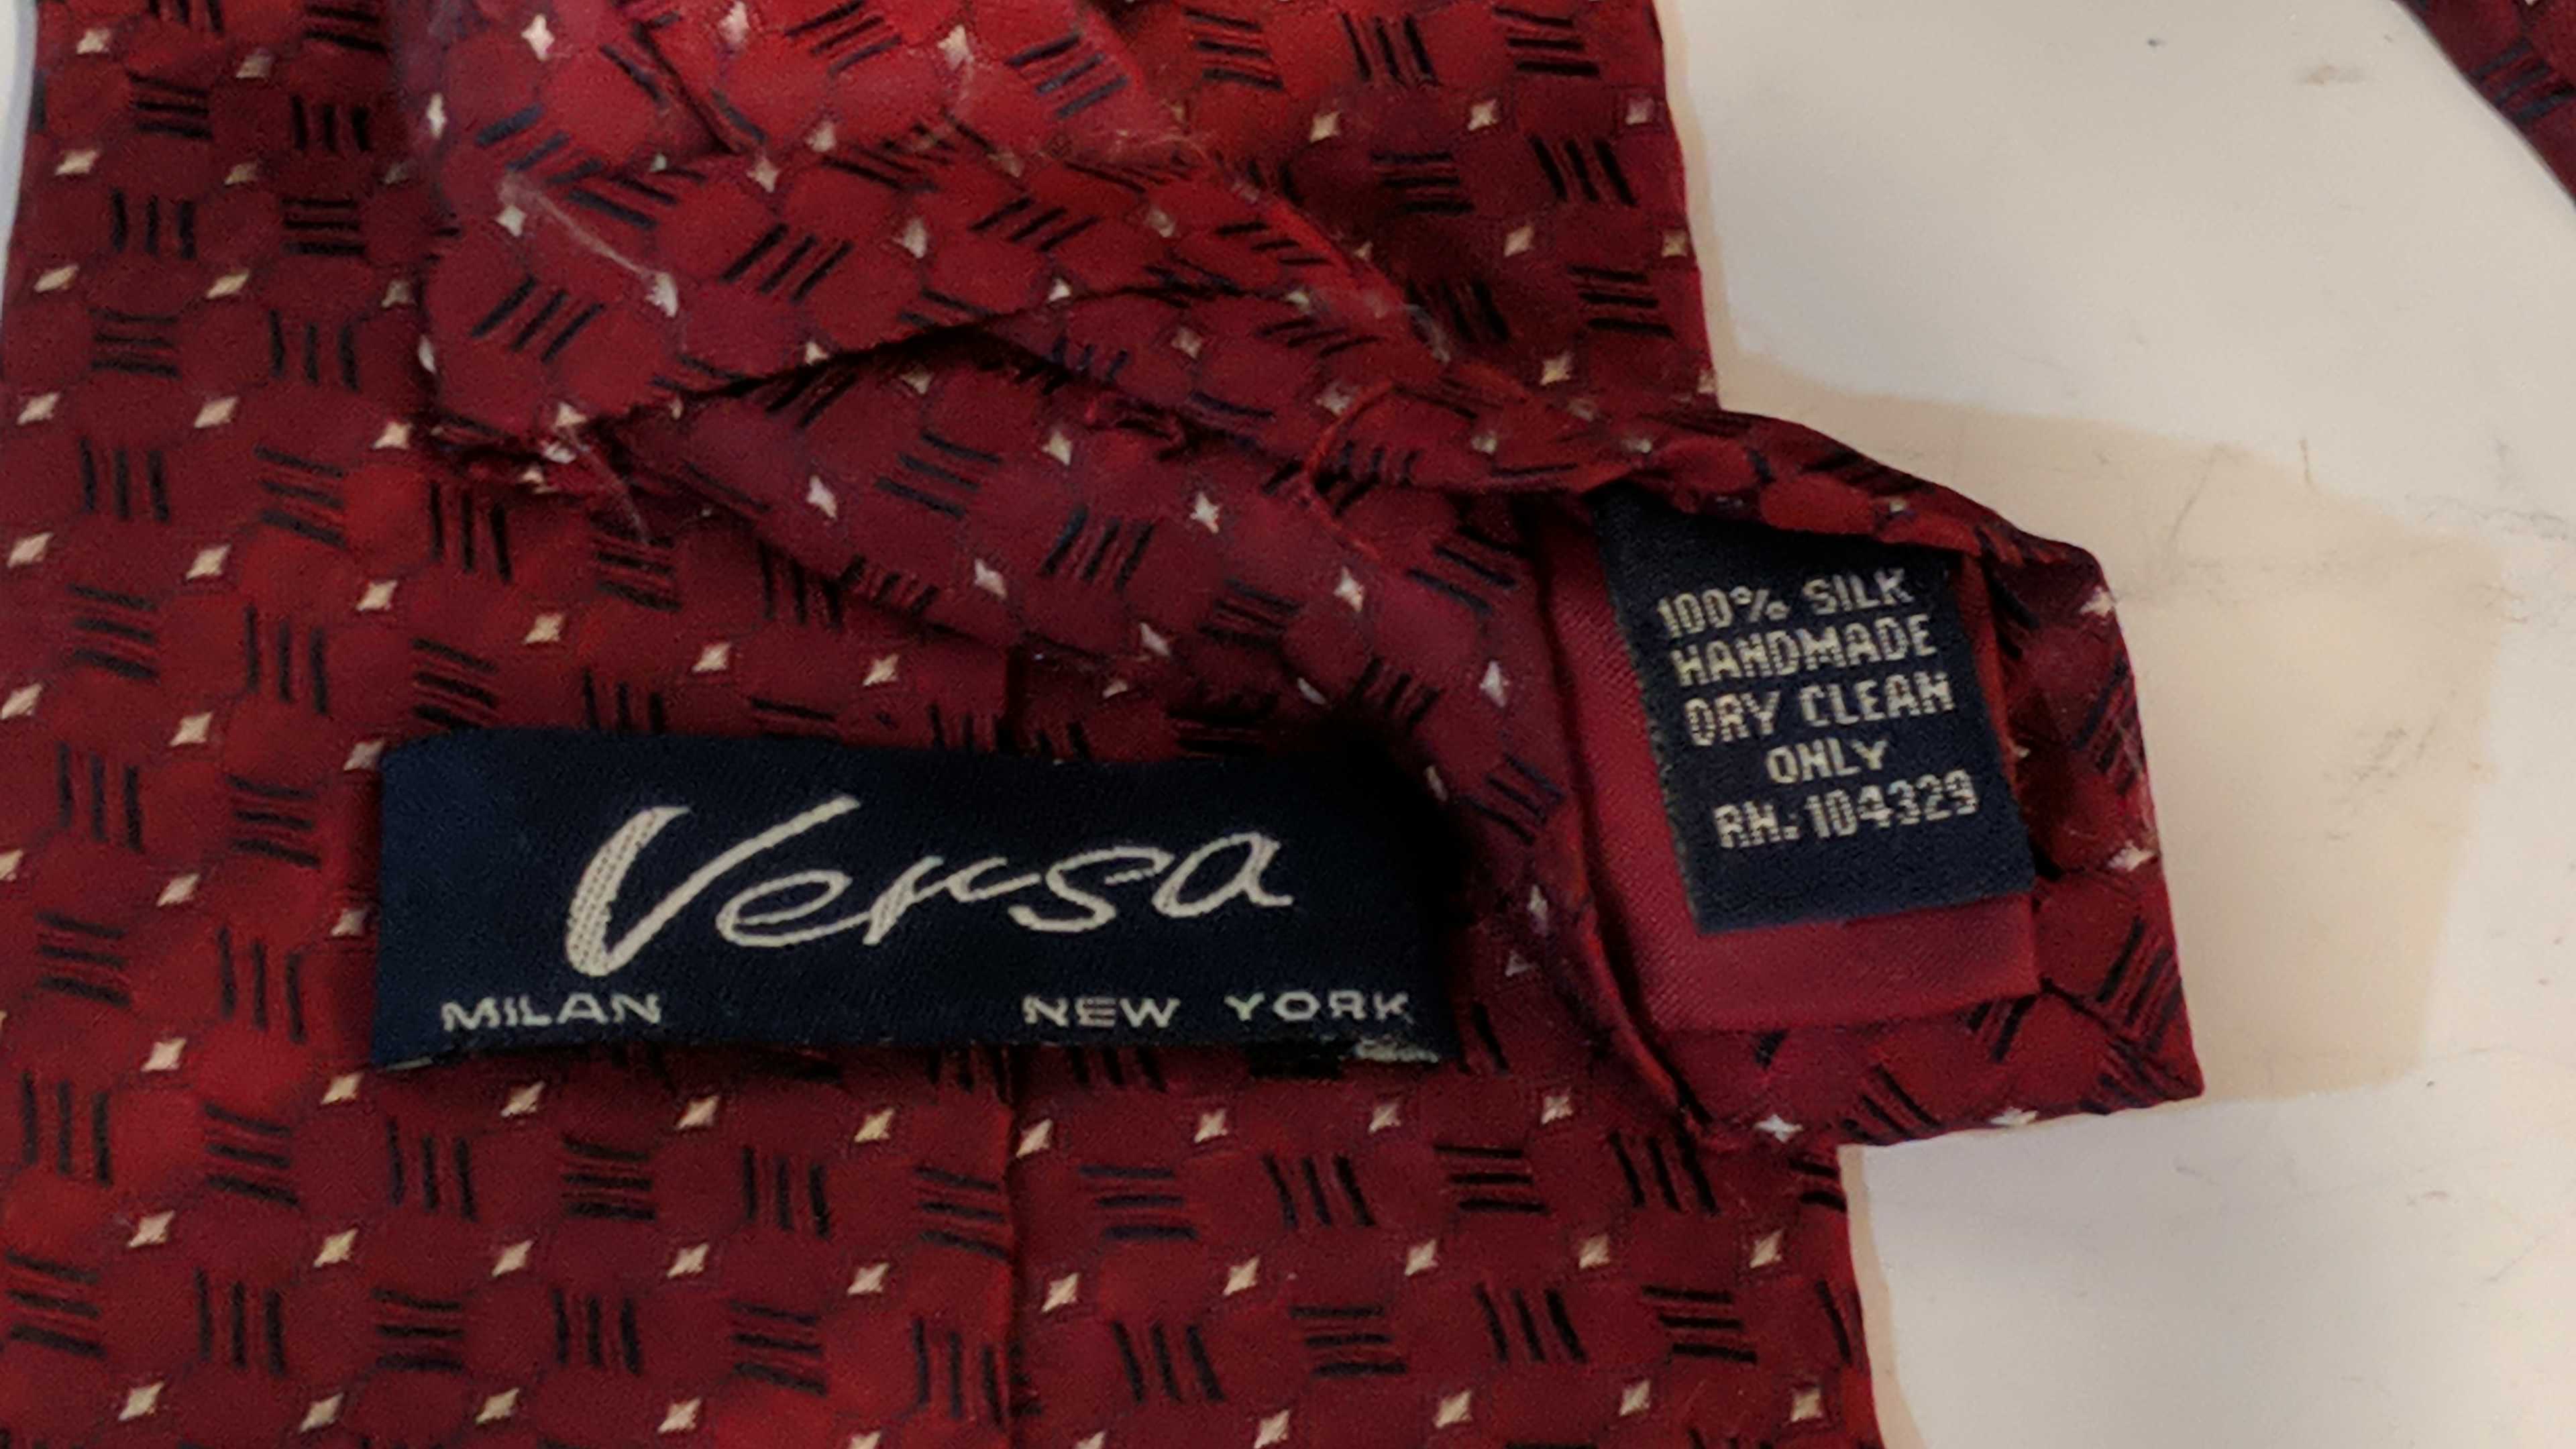 Versa
MILAN NEW YORK
100% SILK
HANDMADE
DRY CLEAN
ONLY
RN.104329